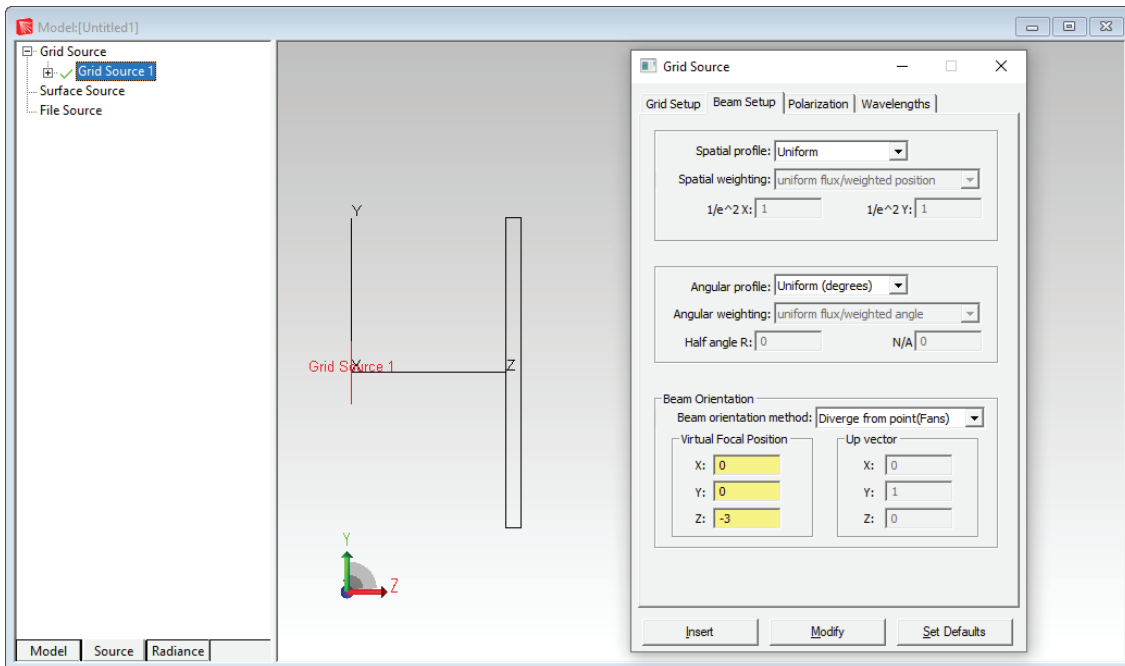 Model:[Untitled1]
Grid Source
Grid Source 1
Surface Source
File Source
Model Source Radiance
Y
Grid Source 1
X
Z
Y
Z
Grid Source
Grid Setup Beam Setup Polarization Wavelengths
Spatial profile: Uniform
Spatial weighting: uniform flux/weighted position
1/e^2 X: 1 1/e^2 Y: 1
Angular profile: Uniform (degrees)
Angular weighting: uniform flux/weighted angle
Half angle R: 0 N/A 0
Beam Orientation
Beam orientation method: Diverge from point(Fans)
Virtual Focal Position Up vector
X: 0 X: 0
Y: 0 Y: 1
Z: -3 Z: 0
Insert Modify Set Defaults